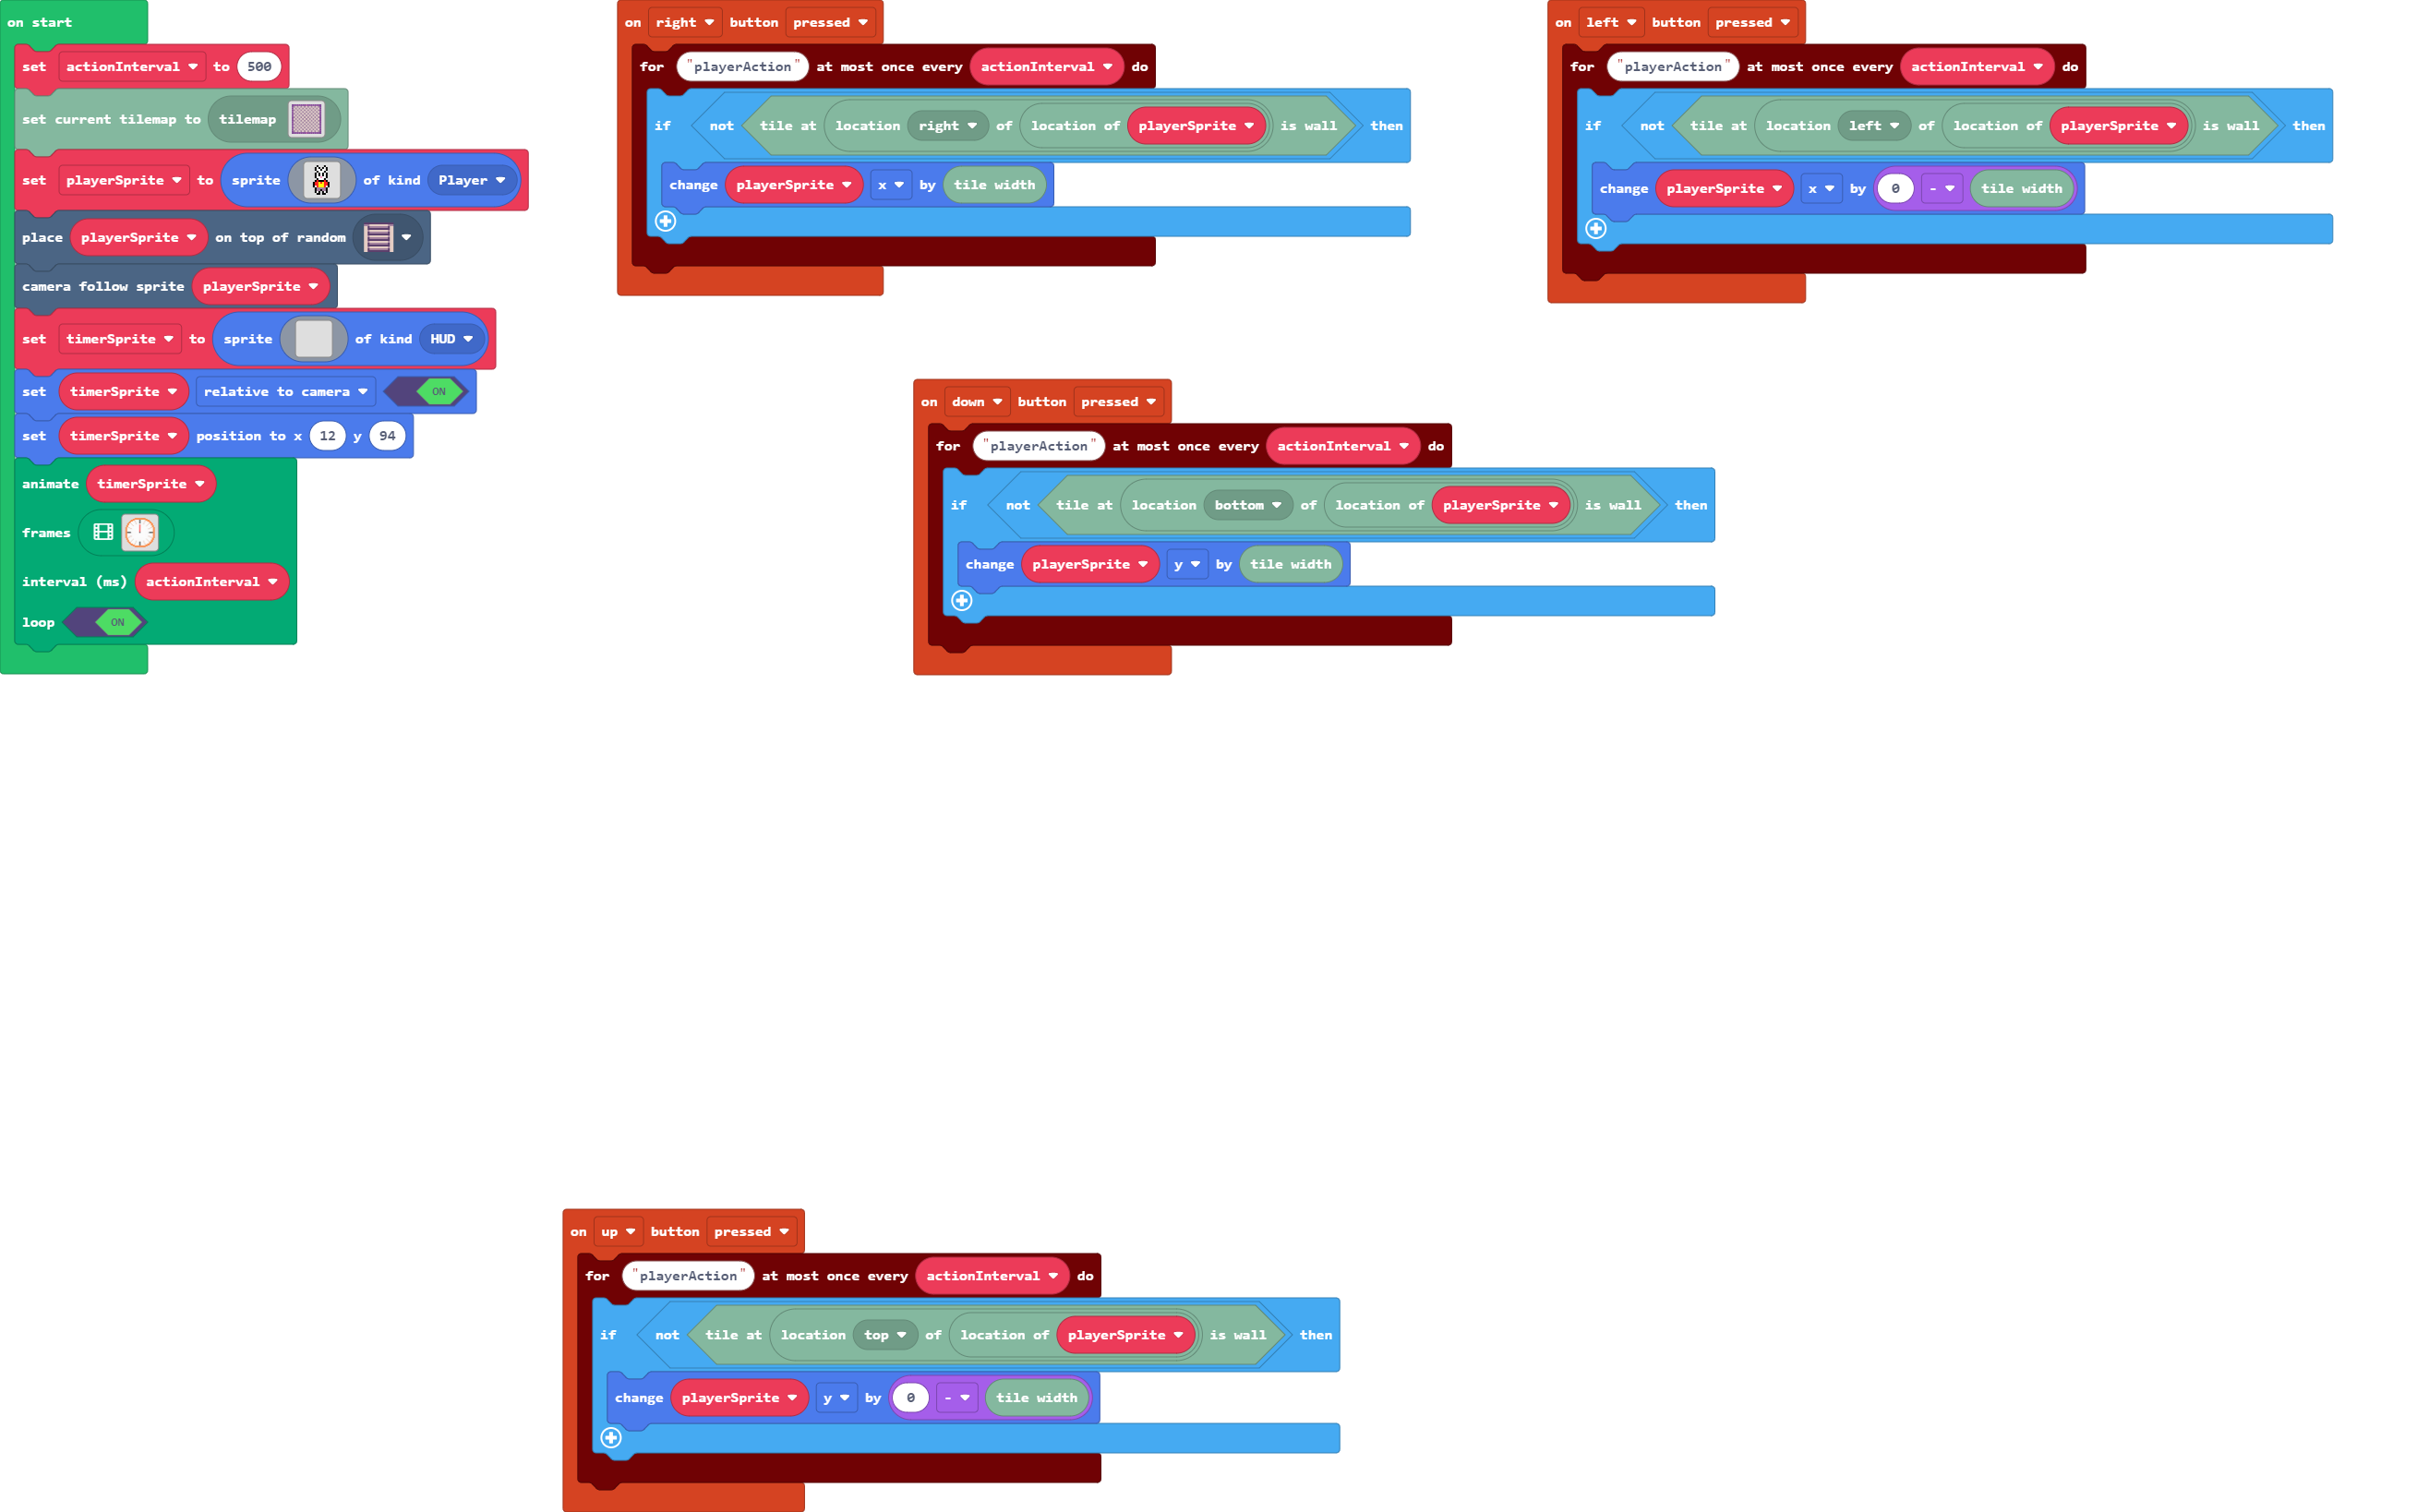 on start
set actionInterval to 500
set current tilemap to tilemap
set playerSprite to sprite of kind Player
place playerSprite on top of random
camera follow sprite playerSprite
set timerSprite to sprite of kind HUD
set timerSprite relative to camera ON
set timerSprite position to x 12 y 94
animate timerSprite
frames
interval (ms) actionInterval
loop ON
on right button pressed
for "playerAction" at most once every actionInterval do
if not tile at location right of location of playerSprite is wall then
change playerSprite x by tile width
on left button pressed
for "playerAction" at most once every actionInterval do
if not tile at location left of location of playerSprite is wall then
change playerSprite x by 0 - tile width
on down button pressed
for "playerAction" at most once every actionInterval do
if not tile at location bottom of location of playerSprite is wall then
change playerSprite y by tile width
on up button pressed
for "playerAction" at most once every actionInterval do
if not tile at location top of location of playerSprite is wall then
change playerSprite y by 0 - tile width